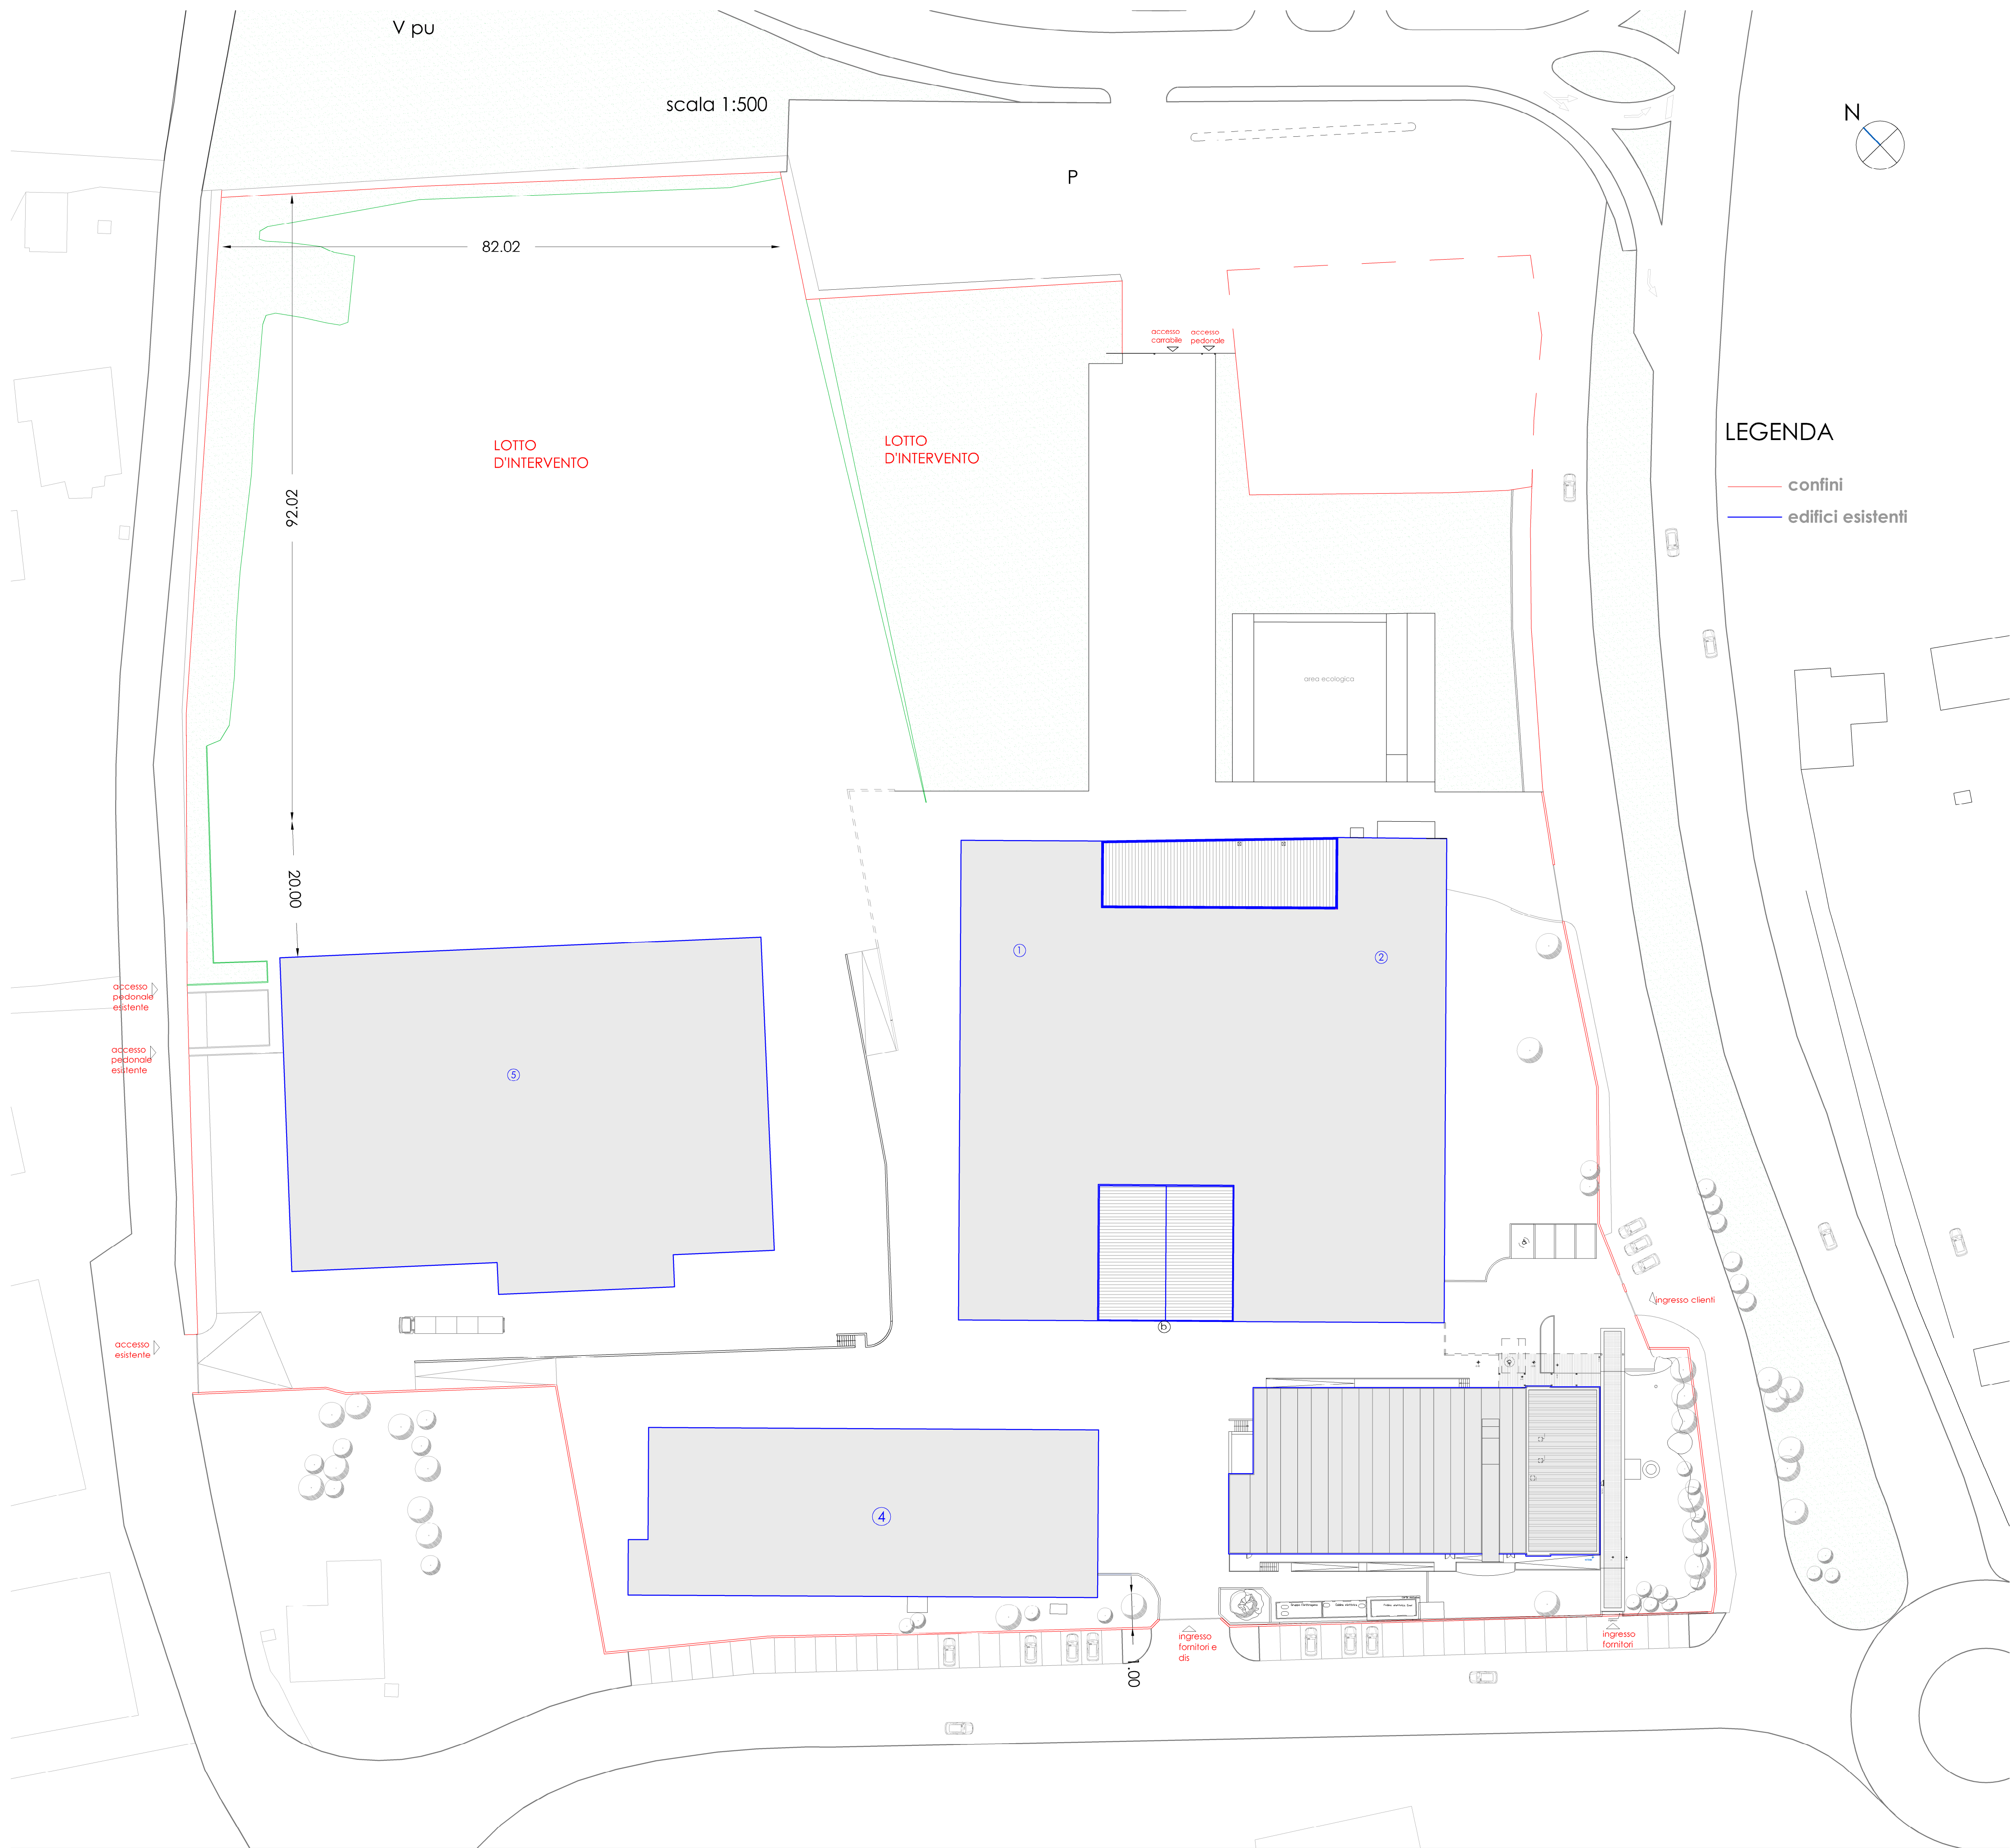 V pu
scala 1:500
N
P
82.02
accesso
carrabile
accesso
pedonale
LEGENDA
confini
edifici esistenti
LOTTO
D'INTERVENTO
LOTTO
D'INTERVENTO
92.02
area ecologica
20.00
1
2
accesso
pedonale
esistente
accesso
pedonale
esistente
5
ingresso clienti
b
accesso
esistente
4
ingresso
fornitori e
dis
ingresso
fornitori
.00